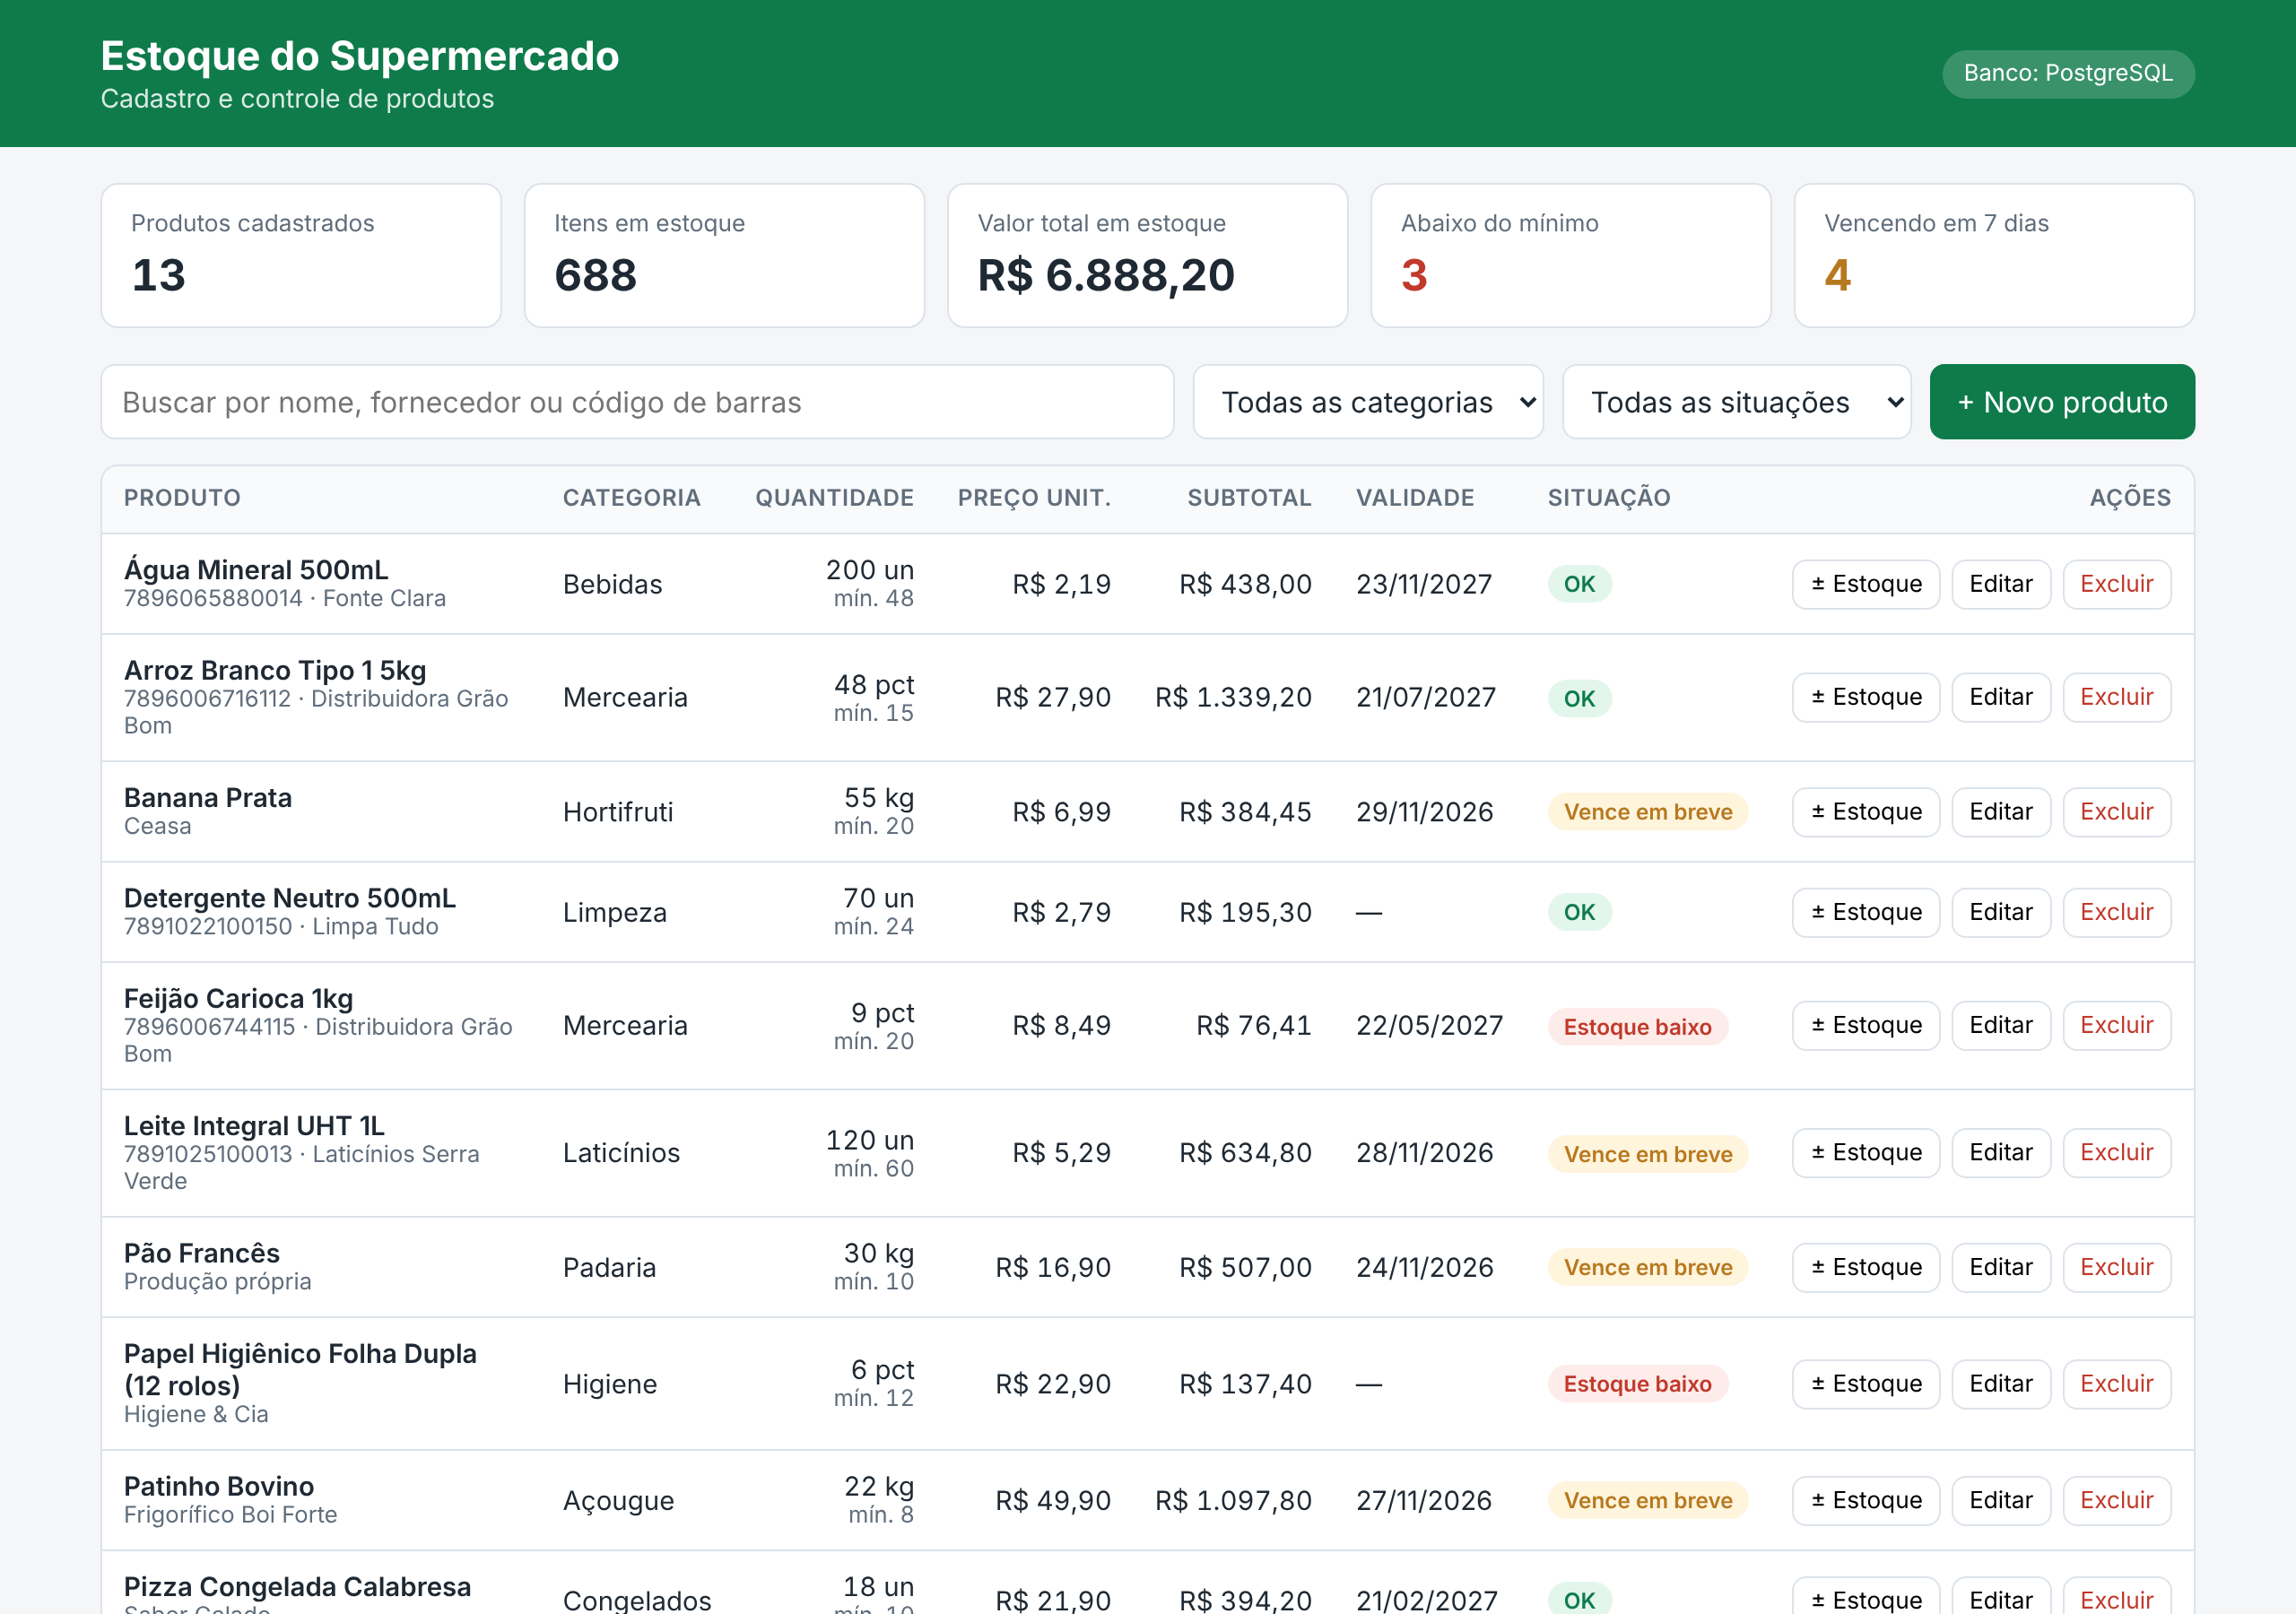 Estoque do Supermercado
Cadastro e controle de produtos
Banco: PostgreSQL
Produtos cadastrados
13
Itens em estoque
688
Valor total em estoque
R$ 6.888,20
Abaixo do mínimo
3
Vencendo em 7 dias
4
Buscar por nome, fornecedor ou código de barras
Todas as categorias
Todas as situações
+ Novo produto
PRODUTO CATEGORIA QUANTIDADE PREÇO UNIT. SUBTOTAL VALIDADE SITUAÇÃO AÇÕES
Água Mineral 500mL
7896065880014 · Fonte Clara
Bebidas
200 un
mín. 48
R$ 2,19 R$ 438,00 23/11/2027 OK ± Estoque Editar Excluir
Arroz Branco Tipo 1 5kg
7896006716112 · Distribuidora Grão
Bom
Mercearia
48 pct
mín. 15
R$ 27,90 R$ 1.339,20 21/07/2027 OK ± Estoque Editar Excluir
Banana Prata
Ceasa
Hortifruti
55 kg
mín. 20
R$ 6,99 R$ 384,45 29/11/2026 Vence em breve ± Estoque Editar Excluir
Detergente Neutro 500mL
7891022100150 · Limpa Tudo
Limpeza
70 un
mín. 24
R$ 2,79 R$ 195,30 — OK ± Estoque Editar Excluir
Feijão Carioca 1kg
7896006744115 · Distribuidora Grão
Bom
Mercearia
9 pct
mín. 20
R$ 8,49 R$ 76,41 22/05/2027 Estoque baixo ± Estoque Editar Excluir
Leite Integral UHT 1L
7891025100013 · Laticínios Serra
Verde
Laticínios
120 un
mín. 60
R$ 5,29 R$ 634,80 28/11/2026 Vence em breve ± Estoque Editar Excluir
Pão Francês
Produção própria
Padaria
30 kg
mín. 10
R$ 16,90 R$ 507,00 24/11/2026 Vence em breve ± Estoque Editar Excluir
Papel Higiênico Folha Dupla
(12 rolos)
Higiene & Cia
Higiene
6 pct
mín. 12
R$ 22,90 R$ 137,40 — Estoque baixo ± Estoque Editar Excluir
Patinho Bovino
Frigorífico Boi Forte
Açougue
22 kg
mín. 8
R$ 49,90 R$ 1.097,80 27/11/2026 Vence em breve ± Estoque Editar Excluir
Pizza Congelada Calabresa
Congelados
18 un
R$ 21,90 R$ 394,20 21/02/2027 OK ± Estoque Editar Excluir